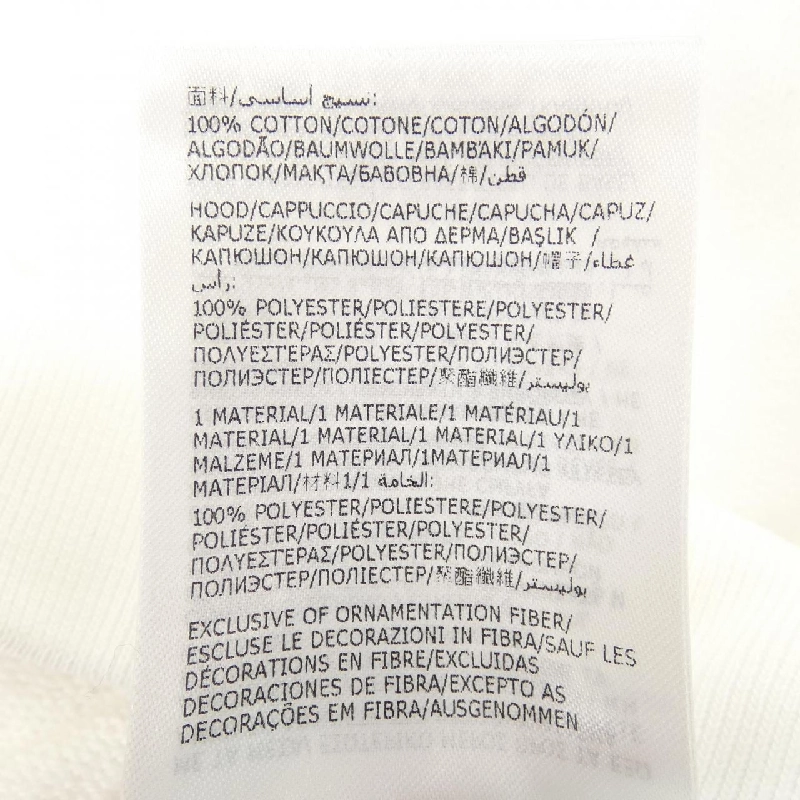 面料/نسيج أساسي:
100% COTTON/COTONE/COTON/ALGODÓN/
ALGODÃO/BAUMWOLLE/BAMBAKI/PAMUK/
ХЛОПОК/МАҚТА/БАВОВНА/棉/قطن
HOOD/CAPPUCCIO/CAPUCHE/CAPUCHA/CAPUZ/
KAPUZE/ΚΟΥΚΟΥΛΑ ΑΠΟ ΔΕΡΜΑ/BAŞLIK /
КАПЮШОН/КАПЮШОН/КАПЮШОН/帽子/غطاء
رأس:
100% POLYESTER/POLIESTERE/POLYESTER/
POLIÉSTER/POLIÉSTER/POLYESTER/
ΠΟΛΥΕΣΤΕΡΑΣ/POLYESTER/ПОЛИЭСТЕР/
ПОЛИЭСТЕР/ПОЛІЕСТЕР/聚酯纖維/بوليستر
1 MATERIAL/1 MATERIALE/1 MATÉRIAU/1
MATERIAL/1 MATERIAL/1 MATERIAL/1 ΥΛΙΚΟ/1
MALZEME/1 МАТЕРИАЛ/1МАТЕРИАЛ/1
МАТЕРІАЛ/材料1/1 الخامة:
100% POLYESTER/POLIESTERE/POLYESTER/
POLIÉSTER/POLIÉSTER/POLYESTER/
ΠΟΛΥΕΣΤΕΡΑΣ/POLYESTER/ПОЛИЭСТЕР/
ПОЛИЭСТЕР/ПОЛІЕСТЕР/聚酯纖維/بوليستر
EXCLUSIVE OF ORNAMENTATION FIBER/
ESCLUSE LE DECORAZIONI IN FIBRA/SAUF LES
DÉCORATIONS EN FIBRE/EXCLUIDAS
DECORACIONES DE FIBRA/EXCEPTO AS
DECORAÇÕES EM FIBRA/AUSGENOMMEN